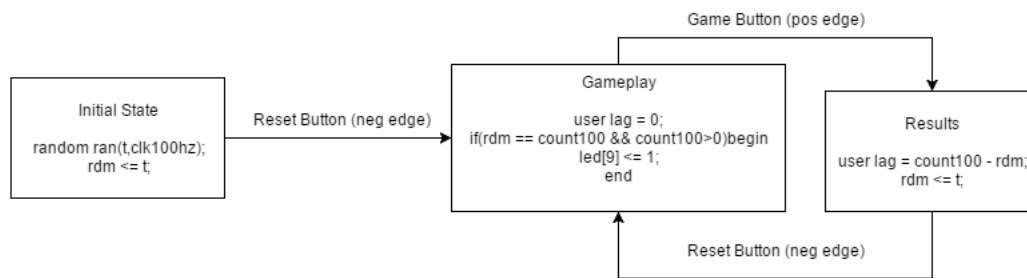 Game Button (pos edge)
Initial State
random ran(t,clk100hz);
rdm <= t;
Reset Button (neg edge)
Gameplay
user lag = 0;
if(rdm == count100 && count100>0)begin
led[9] <= 1;
end
Results
user lag = count100 - rdm;
rdm <= t;
Reset Button (neg edge)